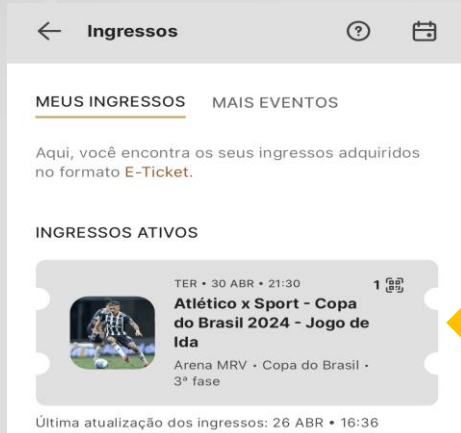 Ingressos
MEUS INGRESSOS MAIS EVENTOS
Aqui, você encontra os seus ingressos adquiridos
no formato E-Ticket.
INGRESSOS ATIVOS
TER • 30 ABR • 21:30 1
Atlético x Sport - Copa
do Brasil 2024 - Jogo de
Ida
Arena MRV • Copa do Brasil •
3ª fase
Última atualização dos ingressos: 26 ABR • 16:36